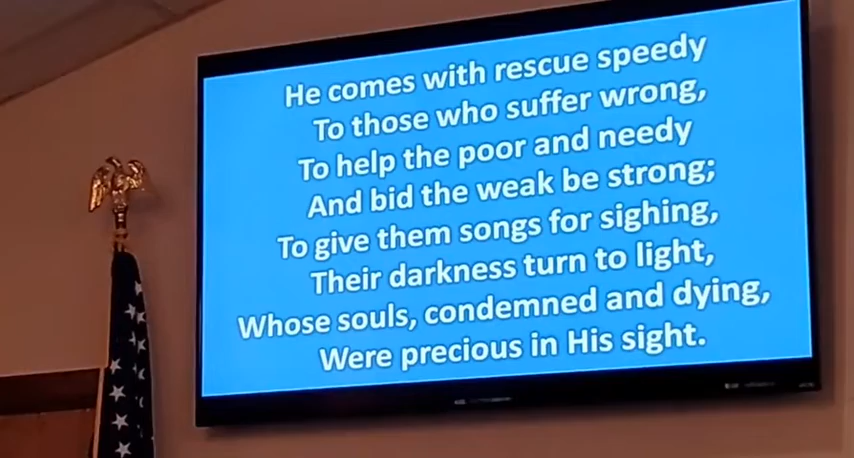 He comes with rescue speedy
To those who suffer wrong,
To help the poor and needy
And bid the weak be strong;
To give them songs for sighing,
Their darkness turn to light,
Whose souls, condemned and dying,
Were precious in His sight.